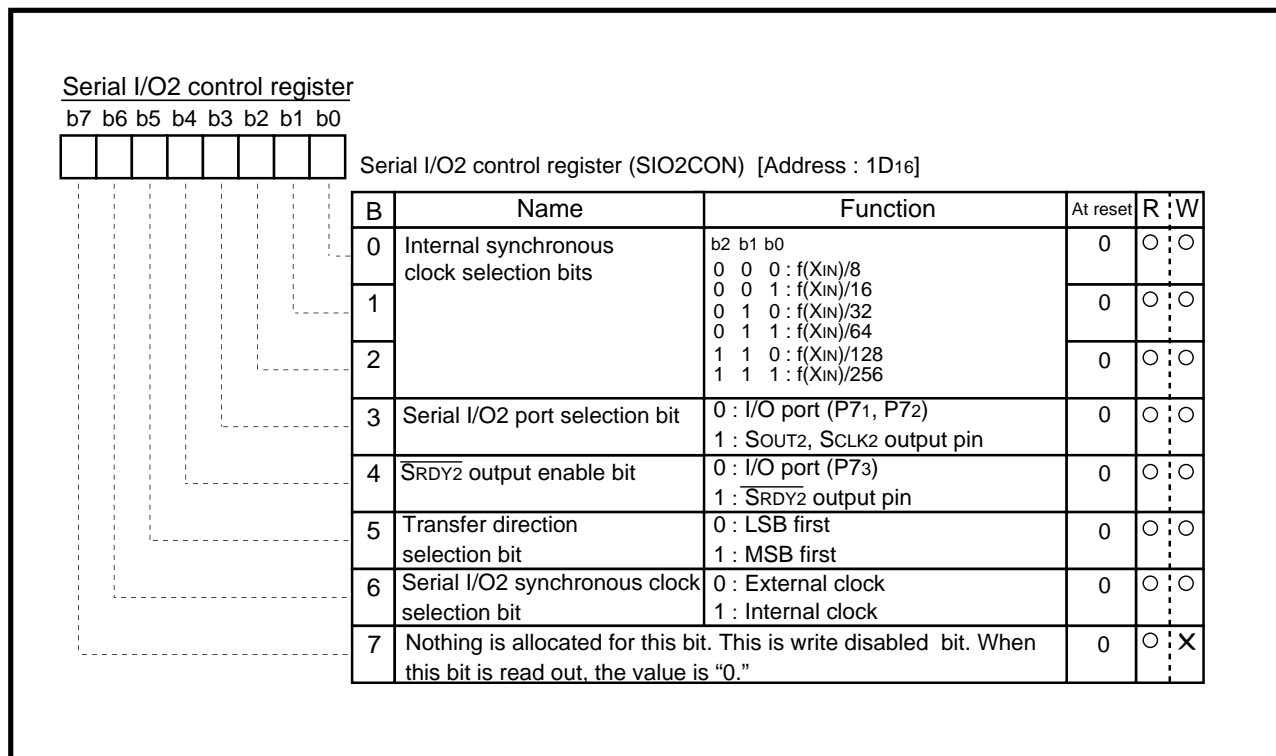 Serial I/O2 control register
b7 b6 b5 b4 b3 b2 b1 b0
Serial I/O2 control register (SIO2CON) [Address : 1D16]
B Name Function At reset R W
0 Internal synchronous clock selection bits b2 b1 b0 0 ○ ○
0 0 0 : f(XIN)/8
0 0 1 : f(XIN)/16
1 0 1 0 : f(XIN)/32 0 ○ ○
0 1 1 : f(XIN)/64
2 1 1 0 : f(XIN)/128 0 ○ ○
1 1 1 : f(XIN)/256
3 Serial I/O2 port selection bit 0 : I/O port (P71, P72) 0 ○ ○
1 : SOUT2, SCLK2 output pin
4 SRDY2 output enable bit 0 : I/O port (P73) 0 ○ ○
1 : SRDY2 output pin
5 Transfer direction 0 : LSB first 0 ○ ○
selection bit 1 : MSB first
6 Serial I/O2 synchronous clock 0 : External clock 0 ○ ○
selection bit 1 : Internal clock
7 Nothing is allocated for this bit. This is write disabled bit. When 0 ○ ×
this bit is read out, the value is “0.”